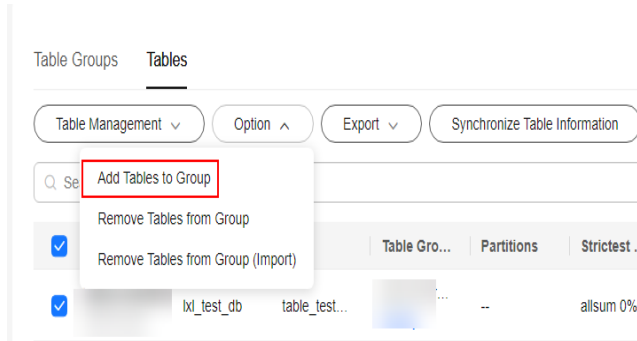 Table Groups Tables
Table Management Option Export Synchronize Table Information
Se
Add Tables to Group
Remove Tables from Group
Remove Tables from Group (Import)
Table Gro... Partitions Strictest
lxl_test_db table_test... ... -- allsum 0%